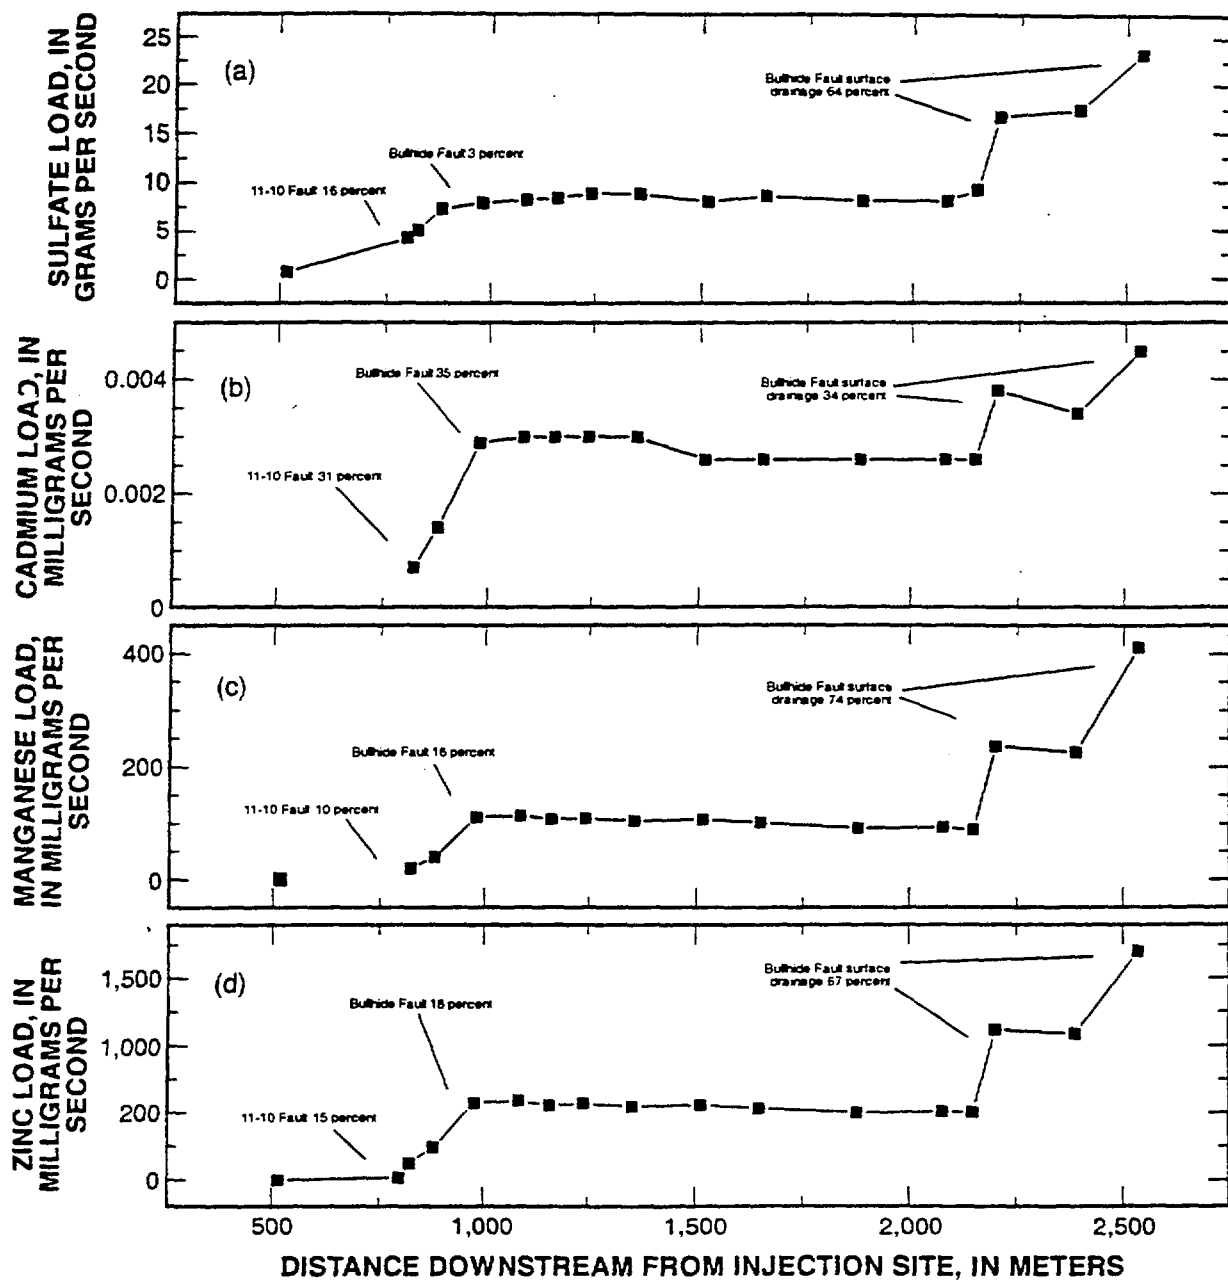 SULFATE LOAD, IN
GRAMS PER SECOND
25
20
15
10
5
0
(a)
11-10 Fault 16 percent
Bullhide Fault 3 percent
Bullhide Fault surface
drainage 64 percent
CADMIUM LOAD, IN
MILLIGRAMS PER
SECOND
0.004
0.002
0
(b)
11-10 Fault 31 percent
Bullhide Fault 35 percent
Bullhide Fault surface
drainage 34 percent
MANGANESE LOAD,
IN MILLIGRAMS PER
SECOND
400
200
0
(c)
11-10 Fault 10 percent
Bullhide Fault 16 percent
Bullhide Fault surface
drainage 74 percent
ZINC LOAD, IN
MILLIGRAMS PER
SECOND
1,500
1,000
200
0
(d)
11-10 Fault 15 percent
Bullhide Fault 18 percent
Bullhide Fault surface
drainage 67 percent
500 1,000 1,500 2,000 2,500
DISTANCE DOWNSTREAM FROM INJECTION SITE, IN METERS